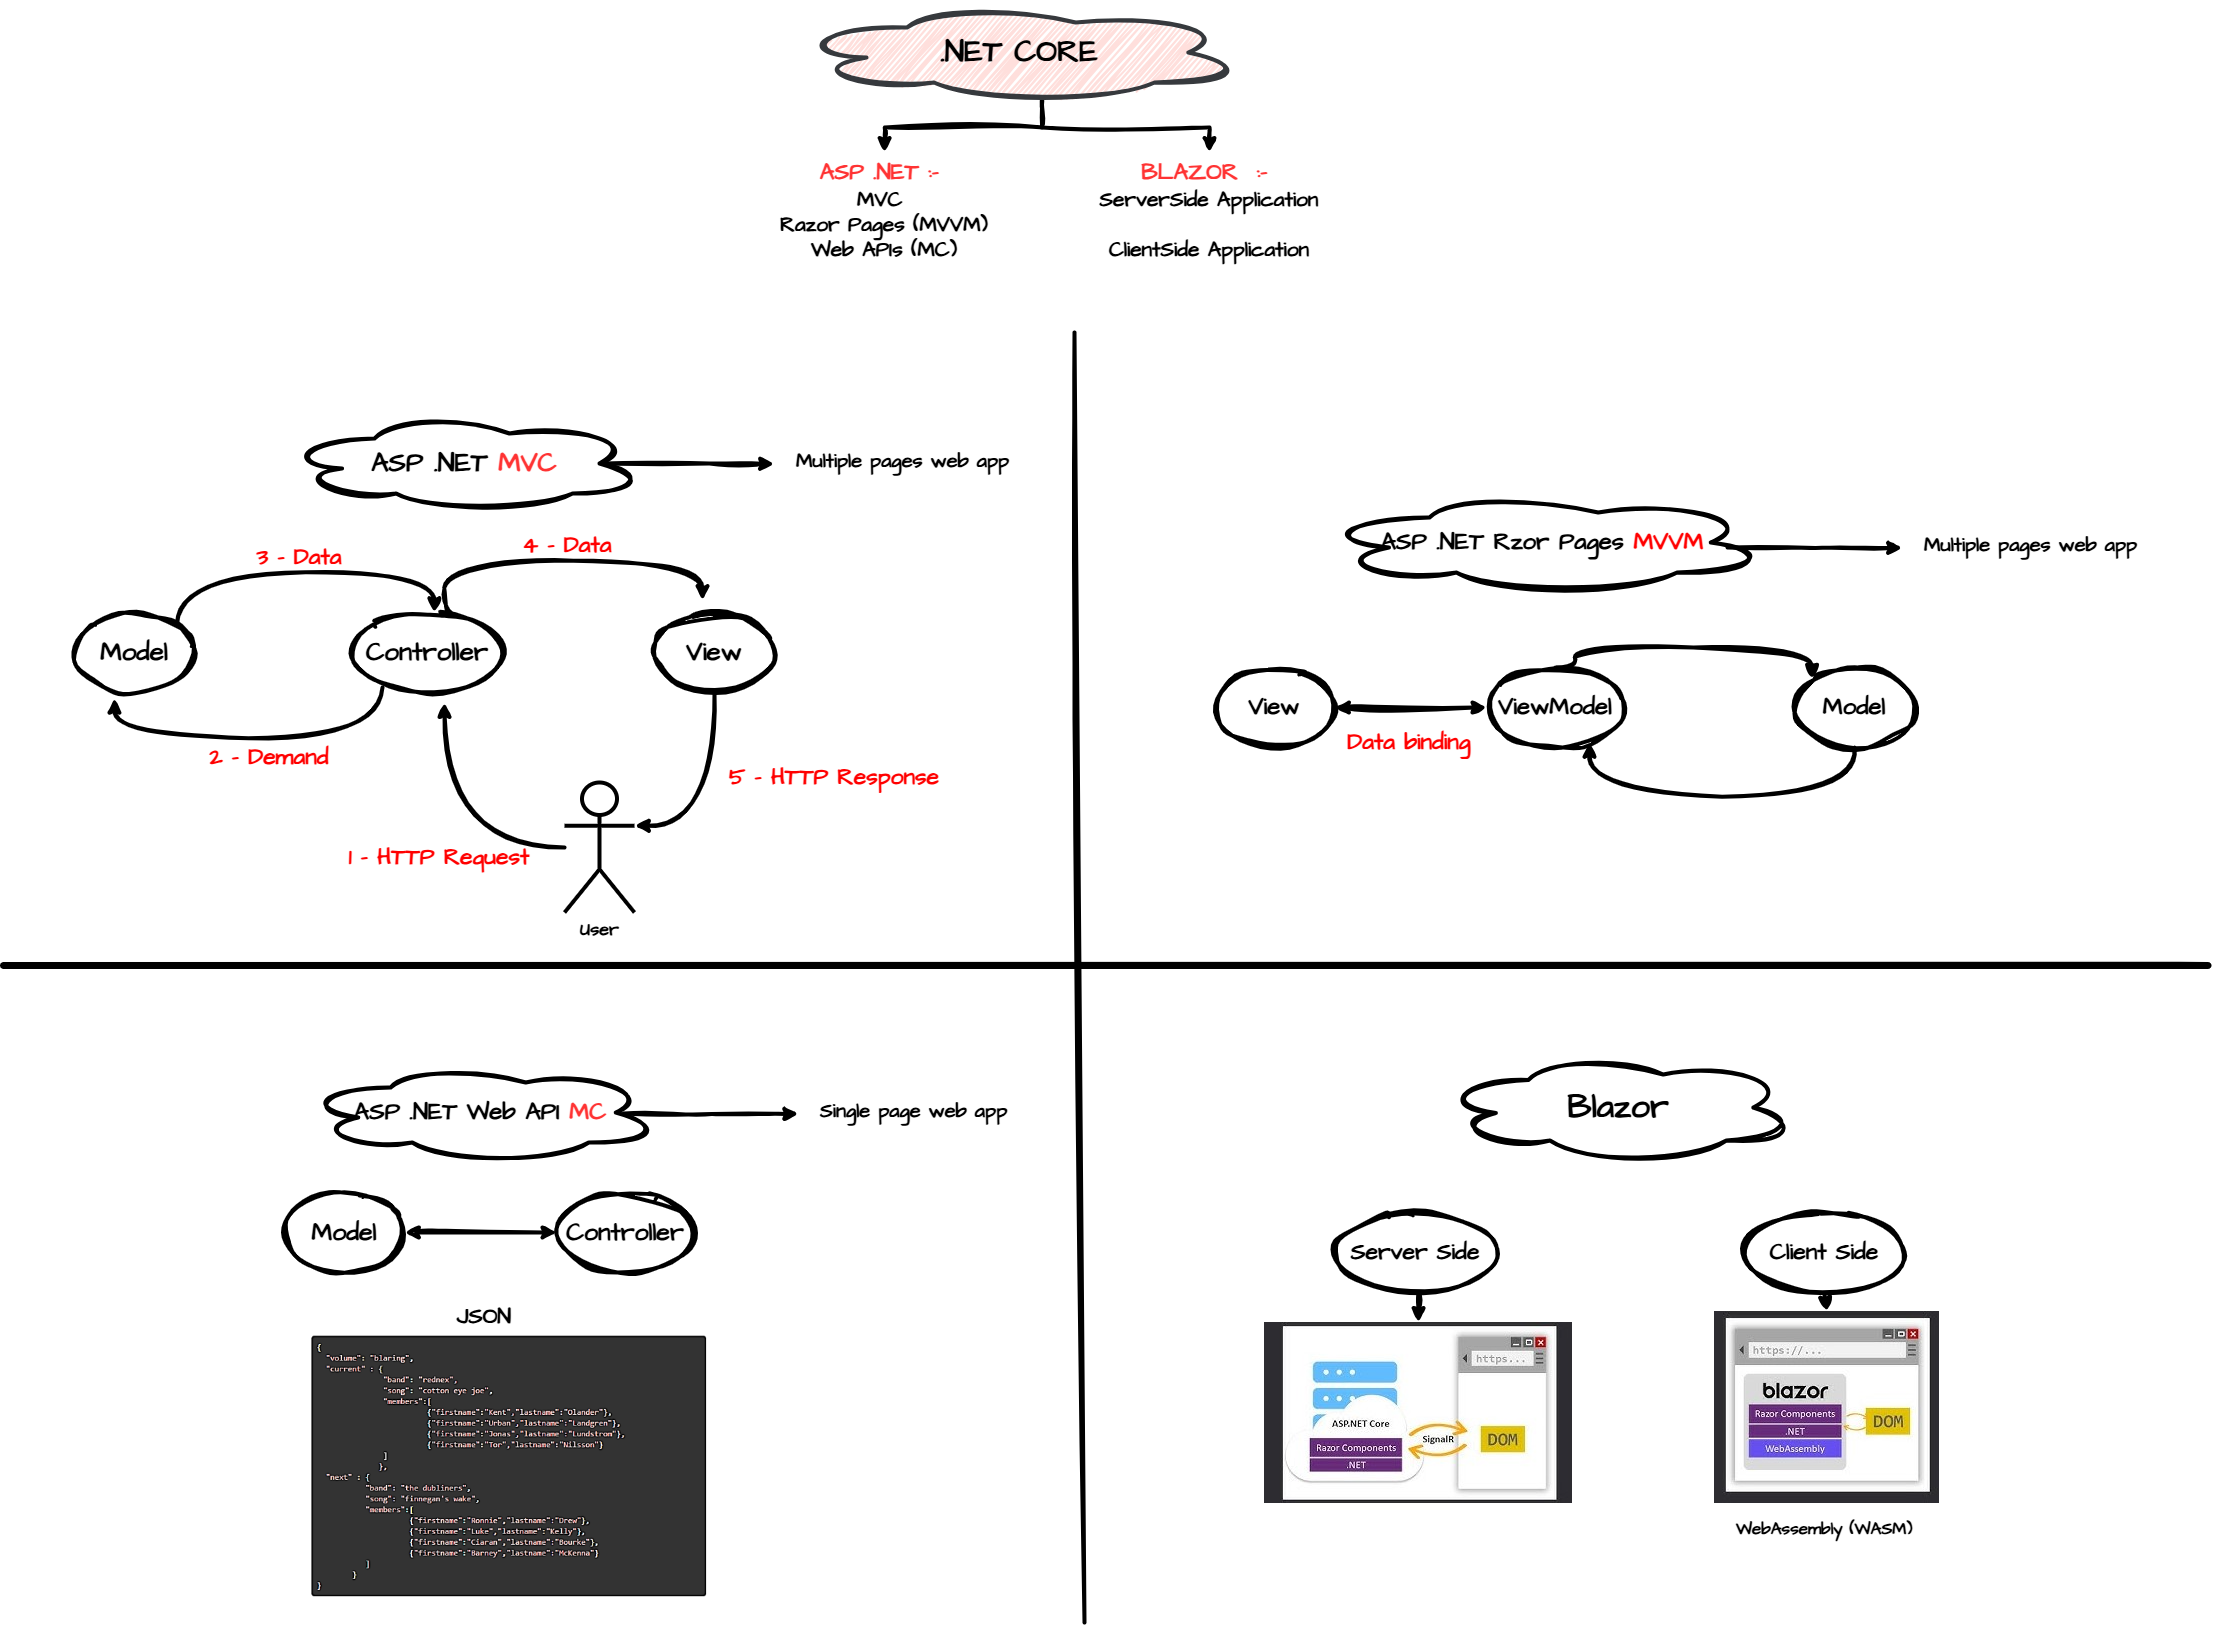 .NET CORE
ASP .NET :-
MVC
Razor Pages (MVVM)
Web APIs (MC)
BLAZOR :-
ServerSide Application
ClientSide Application
ASP .NET MVC
Multiple pages web app
3 - Data
4 - Data
Model
Controller
View
2 - Demand
5 - HTTP Response
1 - HTTP Request
User
ASP .NET Rzor Pages MVVM
Multiple pages web app
View
ViewModel
Model
Data binding
ASP .NET Web API MC
Single page web app
Model
Controller
JSON
{
"volume": "blaring",
"current" : {
"band": "rednex",
"song": "cotton eye joe",
"members":[
{"firstname":"Kent","lastname":"Olander"},
{"firstname":"Urban","lastname":"Landgren"},
{"firstname":"Jonas","lastname":"Lundstrom"},
{"firstname":"Tor","lastname":"Nilsson"}
]
},
"next" : {
"band": "the dubliners",
"song": "finnegan's wake",
"members":[
{"firstname":"Ronnie","lastname":"Drew"},
{"firstname":"Luke","lastname":"Kelly"},
{"firstname":"Ciaran","lastname":"Bourke"},
{"firstname":"Barney","lastname":"McKenna"}
]
}
}
Blazor
Server Side
Client Side
https...
ASP.NET Core
Razor Components
.NET
SignalR
DOM
https://...
blazor
Razor Components
.NET
WebAssembly
DOM
WebAssembly (WASM)